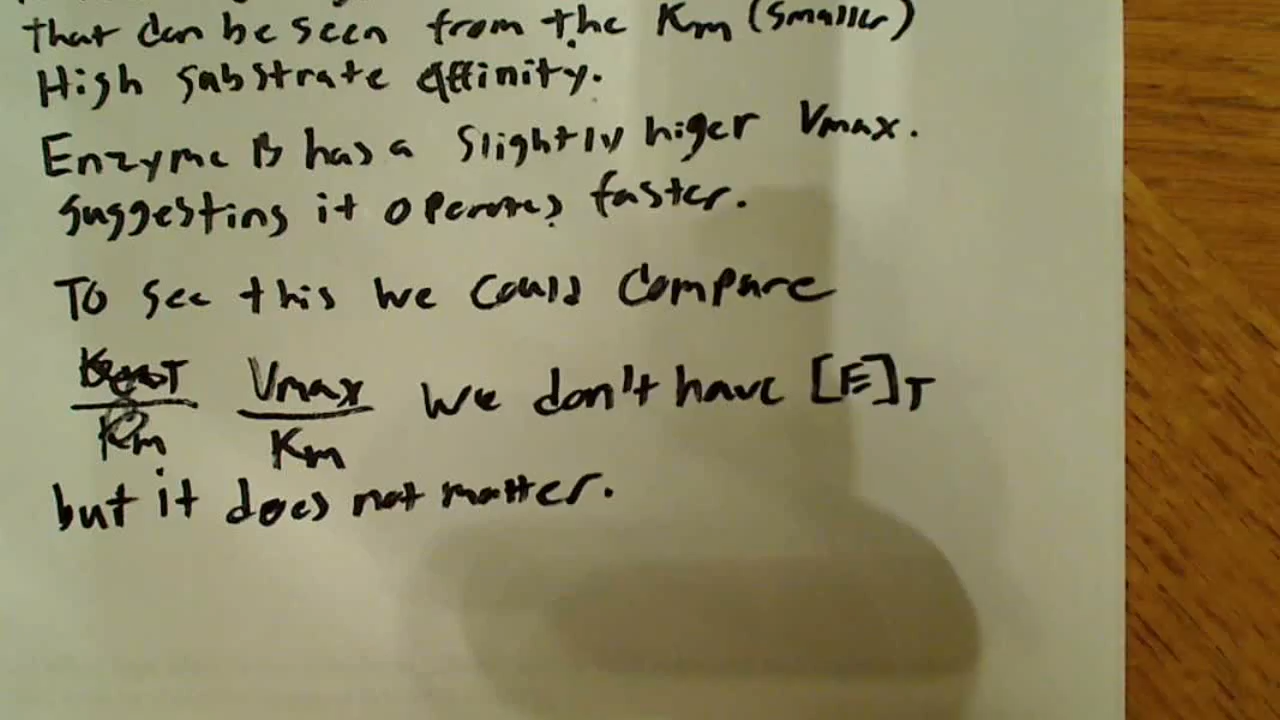 that can be seen from the Km (smaller)
High substrate affinity.
Enzyme B has a slightly higer Vmax.
suggesting it operates faster.
To see this we could compare
Kcat Vmax we don't have [E]T
Km Km
but it does not matter.